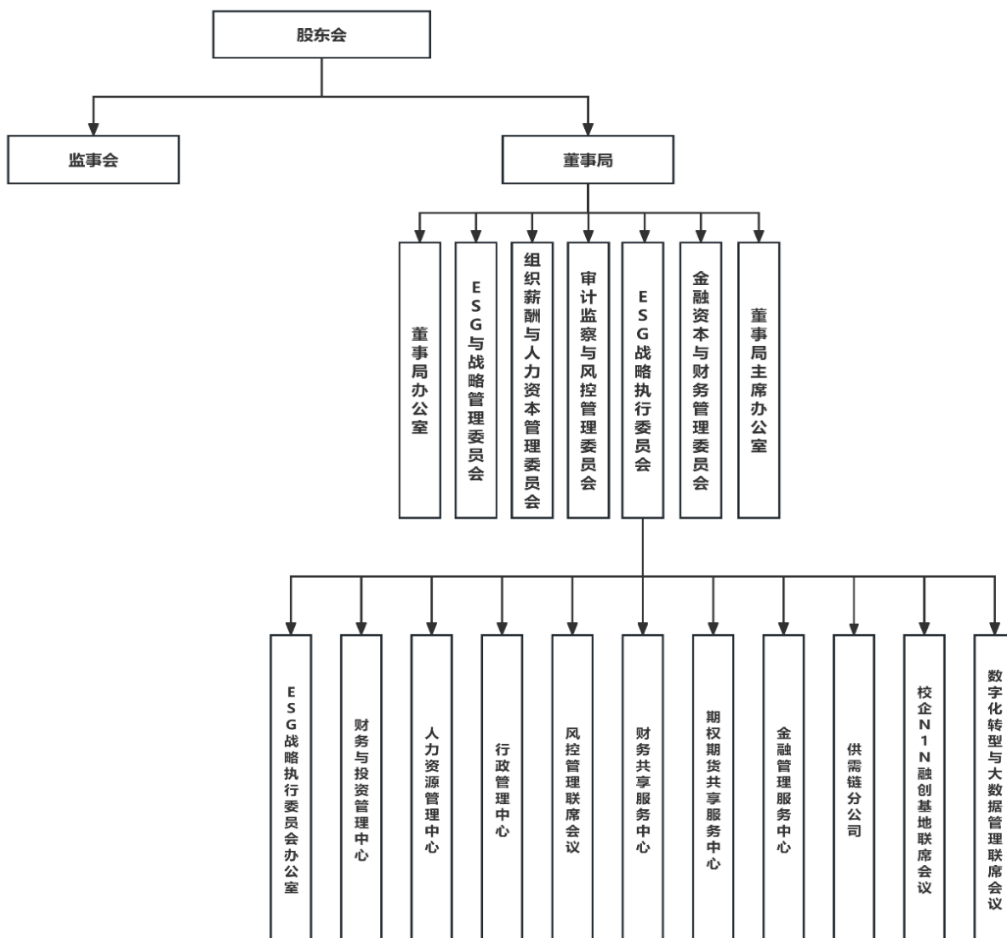 股东会
监事会
董事局
董事局办公室
ESG与战略管理委员会
组织薪酬与人力资本管理委员会
审计监察与风控管理委员会
ESG战略执行委员会
金融资本与财务管理委员会
董事局主席办公室
ESG战略执行委员会办公室
财务与投资管理中心
人力资源管理中心
行政管理中心
风控管理联席会议
财务共享服务中心
期权期货共享服务中心
金融管理服务中心
供需链分公司
校企N1N融创基地联席会议
数字化转型与大数据管理联席会议